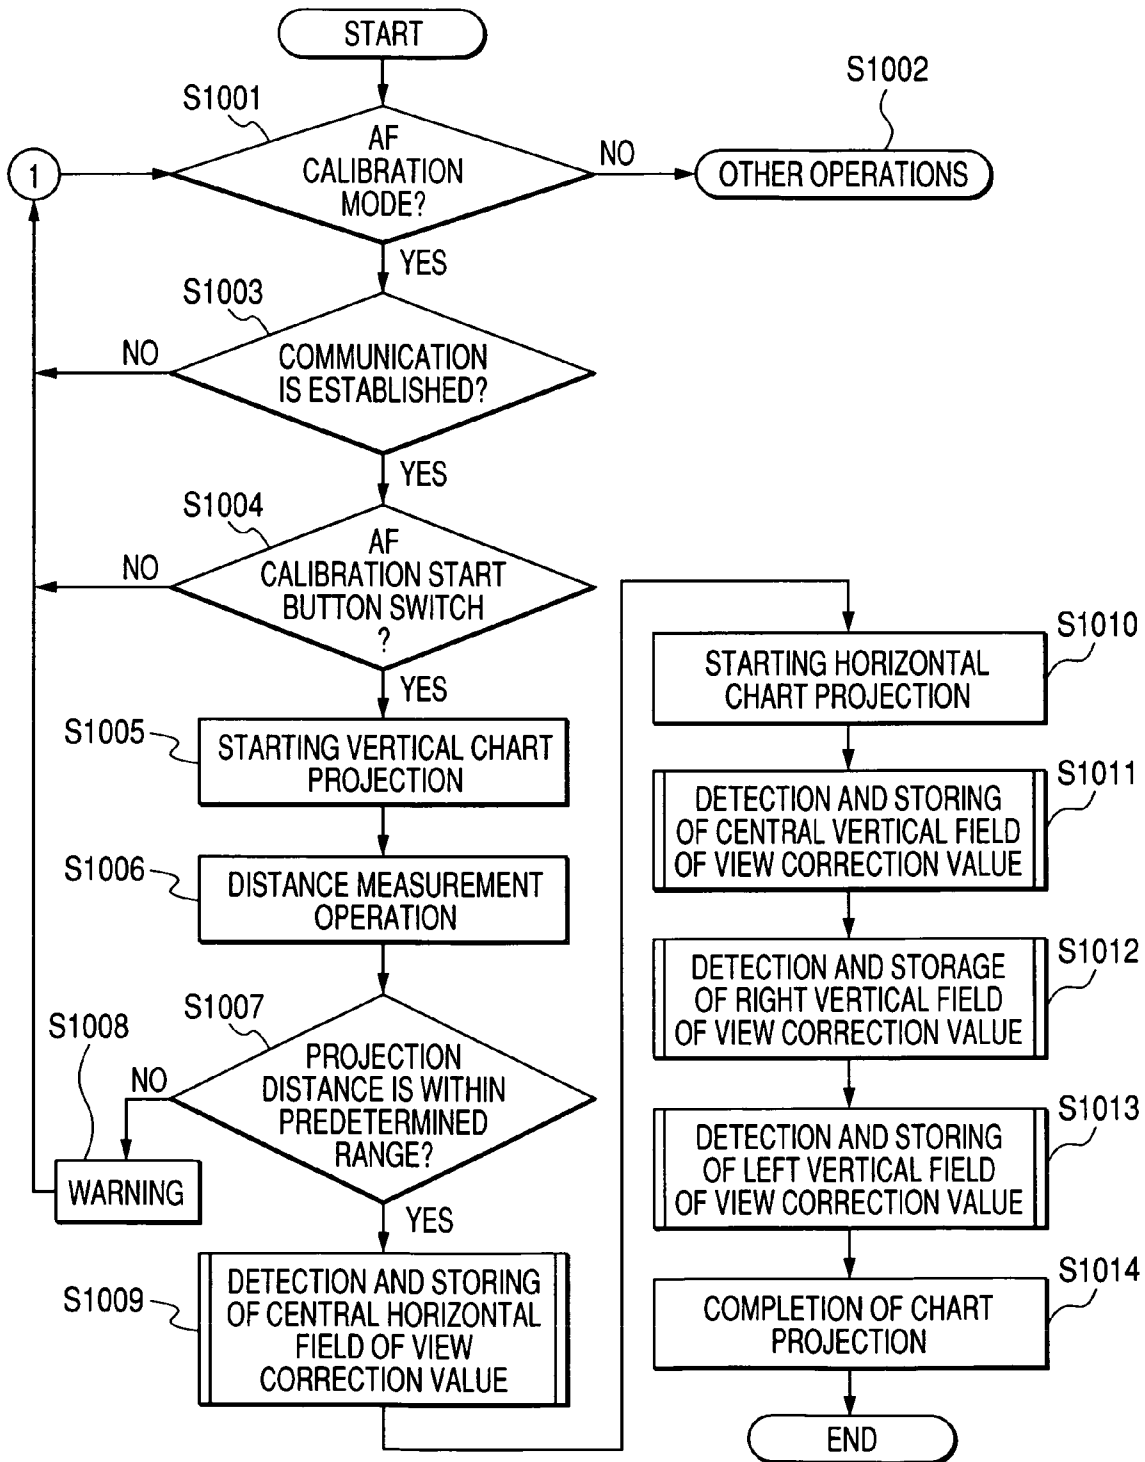 START
S1001
AF
CALIBRATION
MODE?
NO
S1002
OTHER OPERATIONS
1
YES
S1003
COMMUNICATION
IS ESTABLISHED?
NO
YES
S1004
AF
CALIBRATION START
BUTTON SWITCH
?
NO
YES
S1005
STARTING VERTICAL CHART
PROJECTION
S1006
DISTANCE MEASUREMENT
OPERATION
S1007
PROJECTION
DISTANCE IS WITHIN
PREDETERMINED
RANGE?
NO
S1008
WARNING
YES
S1009
DETECTION AND STORING
OF CENTRAL HORIZONTAL
FIELD OF VIEW
CORRECTION VALUE
S1010
STARTING HORIZONTAL
CHART PROJECTION
S1011
DETECTION AND STORING
OF CENTRAL VERTICAL FIELD
OF VIEW CORRECTION VALUE
S1012
DETECTION AND STORAGE
OF RIGHT VERTICAL FIELD
OF VIEW CORRECTION VALUE
S1013
DETECTION AND STORING
OF LEFT VERTICAL FIELD
OF VIEW CORRECTION VALUE
S1014
COMPLETION OF CHART
PROJECTION
END